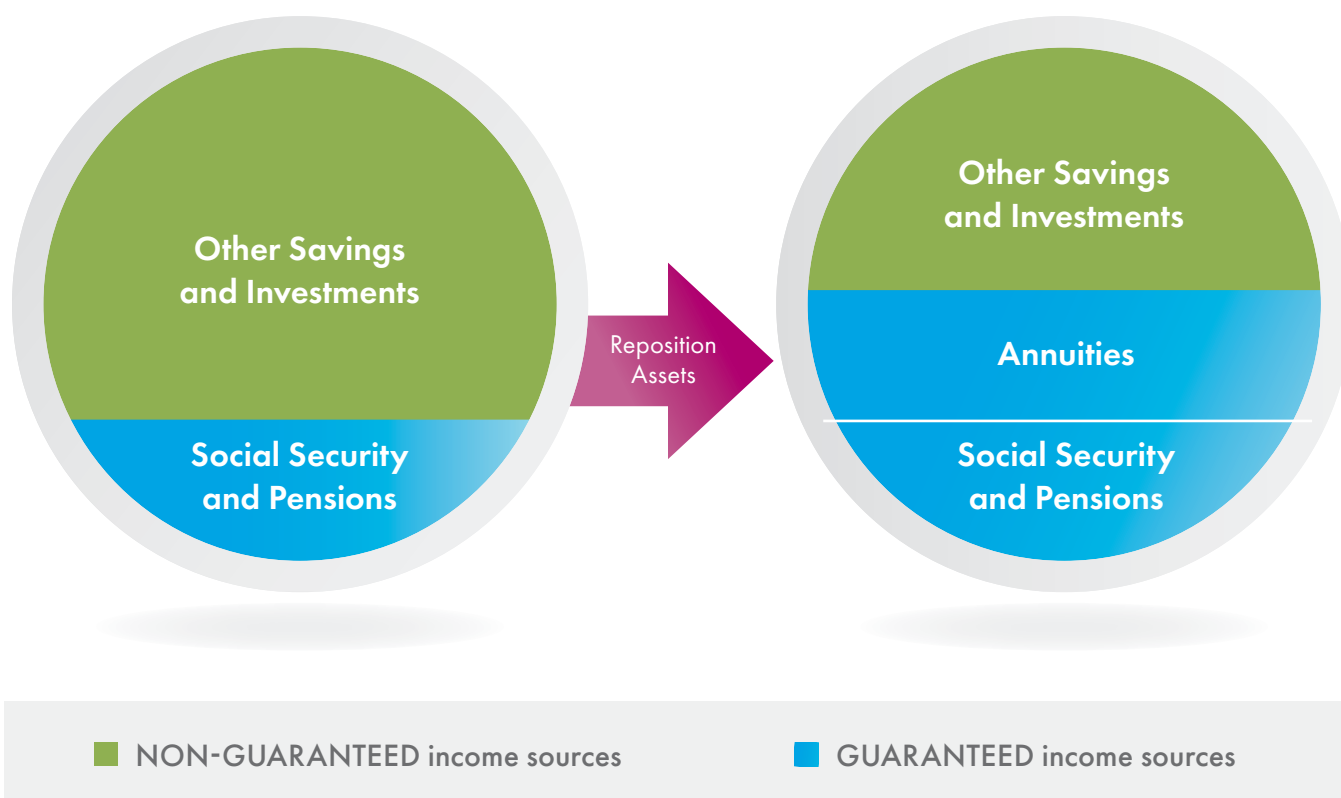 Other Savings
and Investments
Social Security
and Pensions
Reposition
Assets
Other Savings
and Investments
Annuities
Social Security
and Pensions
NON-GUARANTEED income sources
GUARANTEED income sources